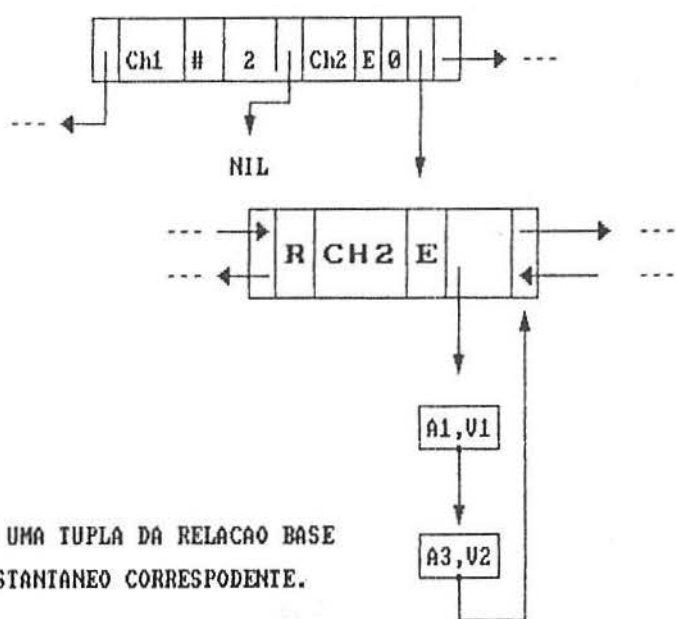 Ch1 # 2 Ch2 E 0
NIL
R CH2 E
A1,V1
A3,V2
UMA TUPLA DA RELACAO BASE
STANTANEO CORRESPODENTE.